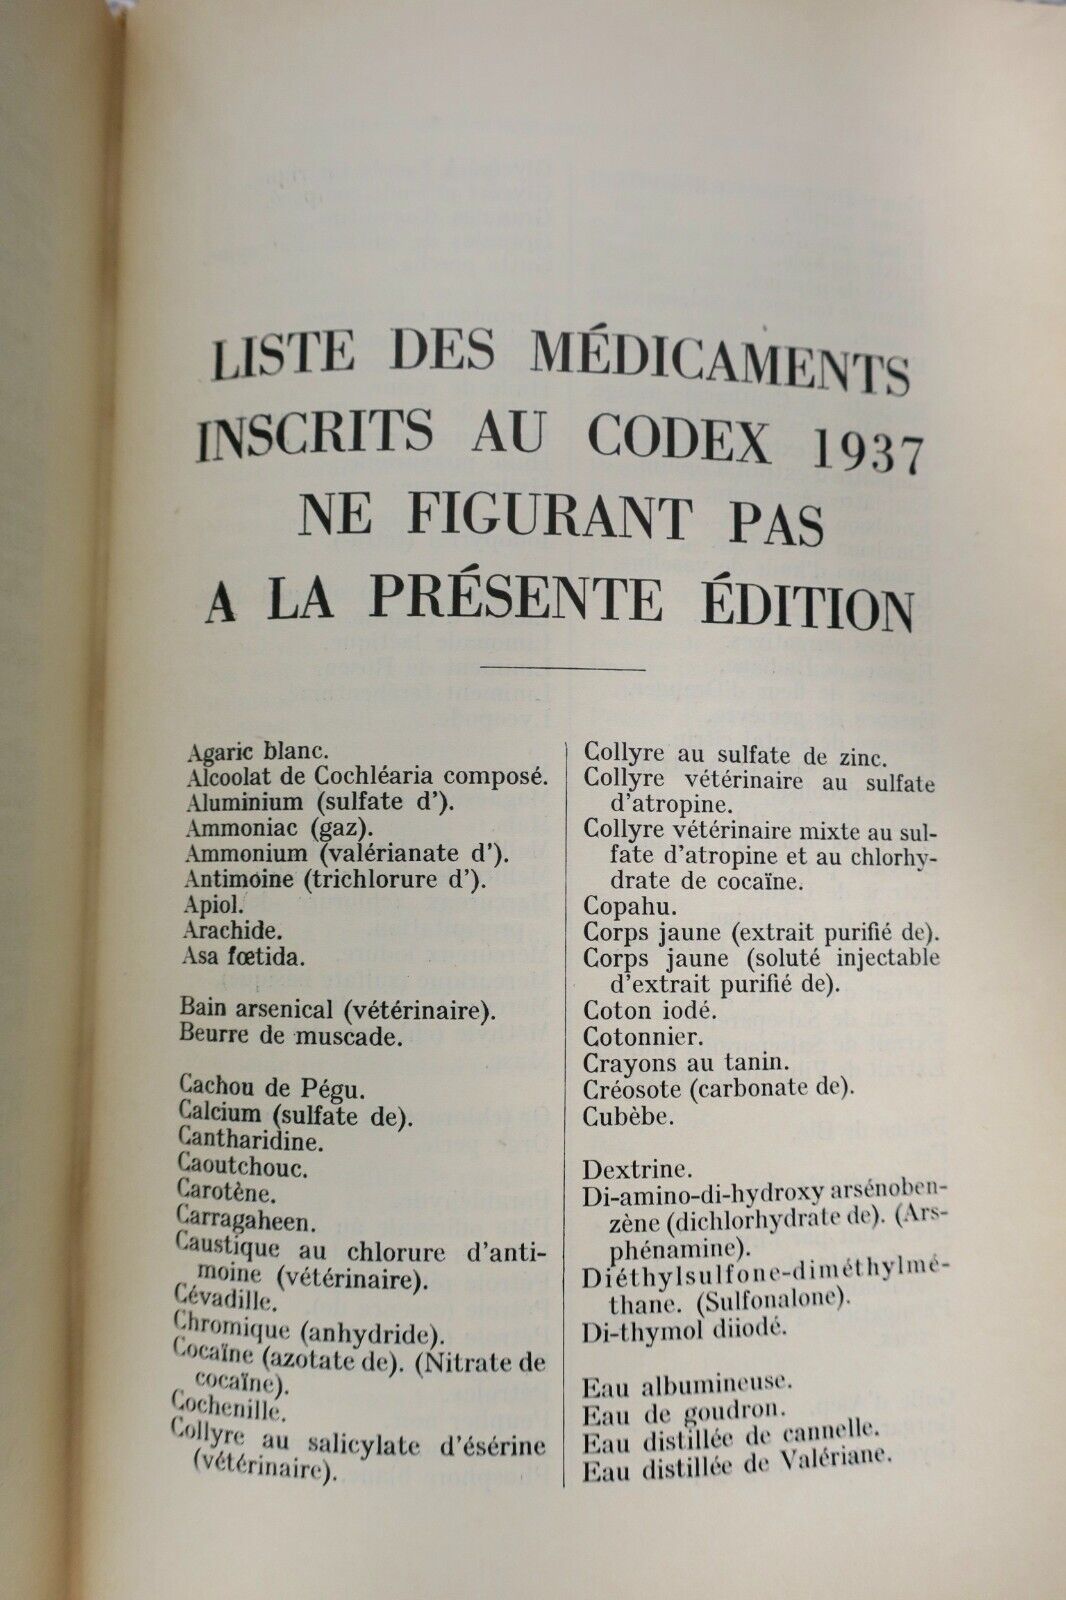 LISTE DES MÉDICAMENTS
INSCRITS AU CODEX 1937
NE FIGURANT PAS
A LA PRÉSENTE ÉDITION
Agaric blanc.
Alcoolat de Cochléaria composé.
Aluminium (sulfate d').
Ammoniac (gaz).
Ammonium (valérianate d').
Antimoine (trichlorure d').
Apiol.
Arachide.
Asa fœtida.
Bain arsenical (vétérinaire).
Beurre de muscade.
Cachou de Pégu.
Calcium (sulfate de).
Cantharidine.
Caoutchouc.
Carotène.
Carragaheen.
Caustique au chlorure d'anti-
moine (vétérinaire).
Cévadille.
Chromique (anhydride).
Cocaïne (azotate de). (Nitrate de
cocaïne).
Cochenille.
Collyre au salicylate d'ésérine
(vétérinaire).
Collyre au sulfate de zinc.
Collyre vétérinaire au sulfate
d'atropine.
Collyre vétérinaire mixte au sul-
fate d'atropine et au chlorhy-
drate de cocaïne.
Copahu.
Corps jaune (extrait purifié de).
Corps jaune (soluté injectable
d'extrait purifié de).
Coton iodé.
Cotonnier.
Crayons au tanin.
Créosote (carbonate de).
Cubèbe.
Dextrine.
Di-amino-di-hydroxy arsénoben-
zène (dichlorhydrate de). (Ars-
phénamine).
Diéthylsulfone-diméthylmé-
thane. (Sulfonalone).
Di-thymol diiodé.
Eau albumineuse.
Eau de goudron.
Eau distillée de cannelle.
Eau distillée de Valériane.